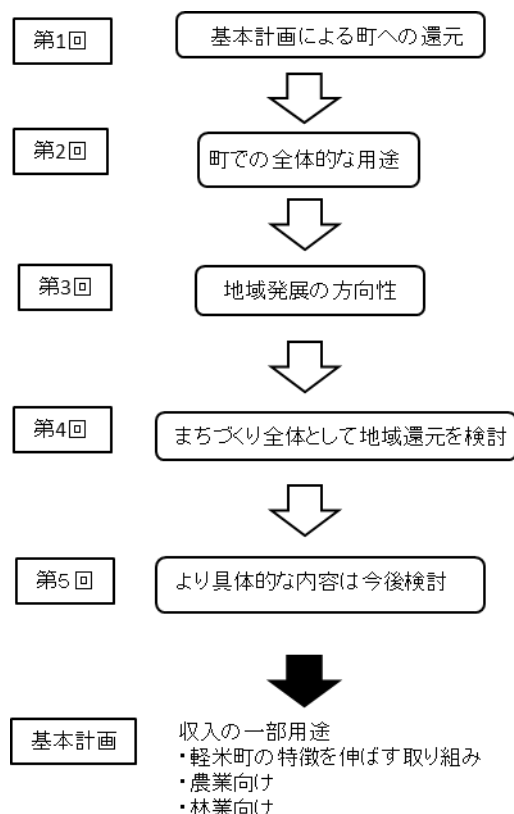 第1回
基本計画による町への還元
第2回
町での全体的な用途
第3回
地域発展の方向性
第4回
まちづくり全体として地域還元を検討
第5回
より具体的な内容は今後検討
基本計画
収入の一部用途
・軽米町の特徴を伸ばす取り組み
・農業向け
・林業向け